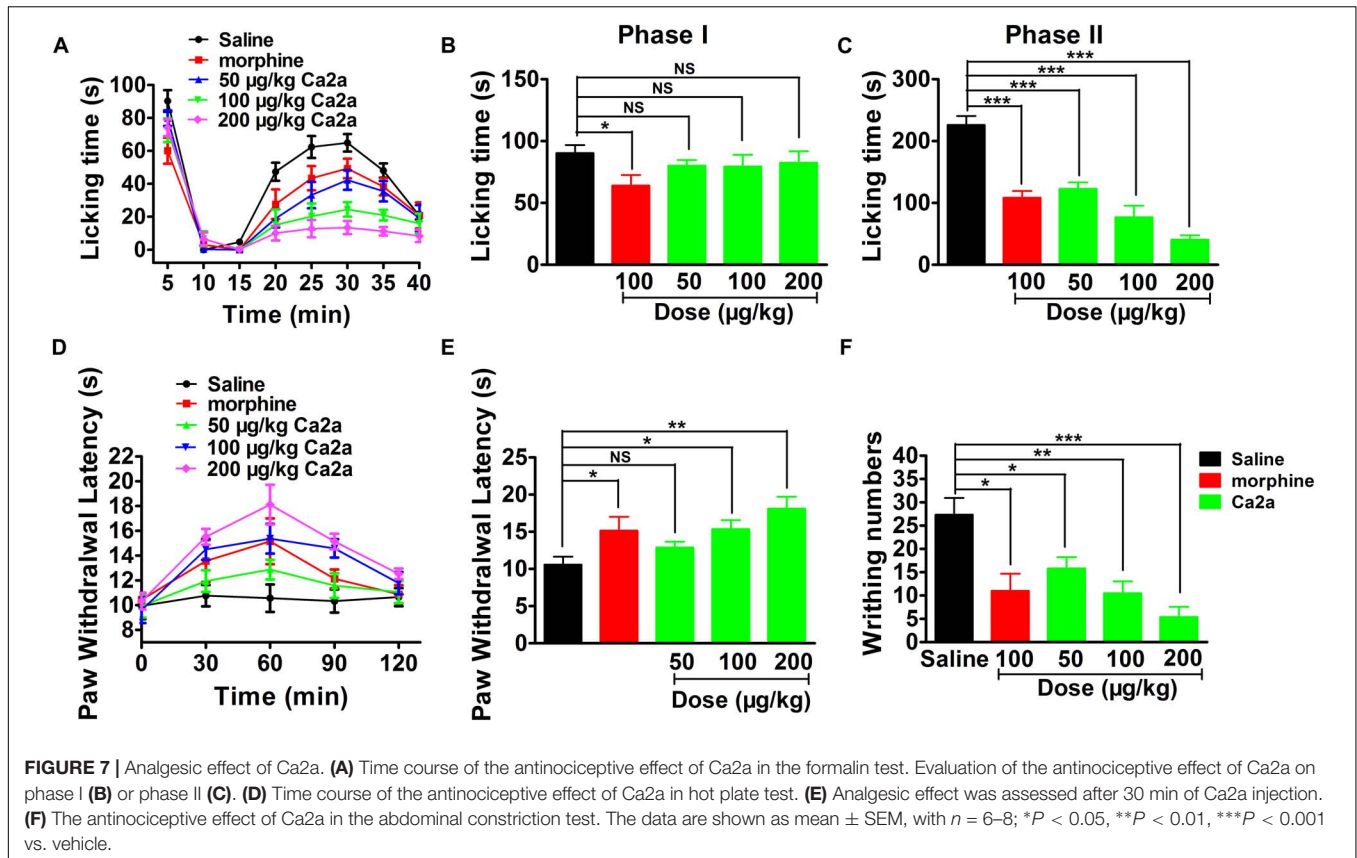 A
Saline
morphine
50 µg/kg Ca2a
100 µg/kg Ca2a
200 µg/kg Ca2a
Licking time (s)
100
80
60
40
20
0
5 10 15 20 25 30 35 40
Time (min)
B
Phase I
Licking time (s)
150
100
50
0
NS
NS
NS
*
100 50 100 200
Dose (µg/kg)
C
Phase II
Licking time (s)
300
200
100
0
***
***
***
***
100 50 100 200
Dose (µg/kg)
D
Saline
morphine
50 µg/kg Ca2a
100 µg/kg Ca2a
200 µg/kg Ca2a
Paw Withdralwal Latency (s)
22
20
18
16
14
12
10
8
0 30 60 90 120
Time (min)
E
Paw Withdralwal Latency (s)
25
20
15
10
5
0
**
*
NS
*
50 100 200
Dose (µg/kg)
F
Writhing numbers
40
35
30
25
20
15
10
5
0
***
**
*
*
Saline 100 50 100 200
Dose (µg/kg)
Saline
morphine
Ca2a
FIGURE 7 | Analgesic effect of Ca2a. (A) Time course of the antinociceptive effect of Ca2a in the formalin test. Evaluation of the antinociceptive effect of Ca2a on
phase I (B) or phase II (C). (D) Time course of the antinociceptive effect of Ca2a in hot plate test. (E) Analgesic effect was assessed after 30 min of Ca2a injection.
(F) The antinociceptive effect of Ca2a in the abdominal constriction test. The data are shown as mean ± SEM, with n = 6–8; *P < 0.05, **P < 0.01, ***P < 0.001
vs. vehicle.